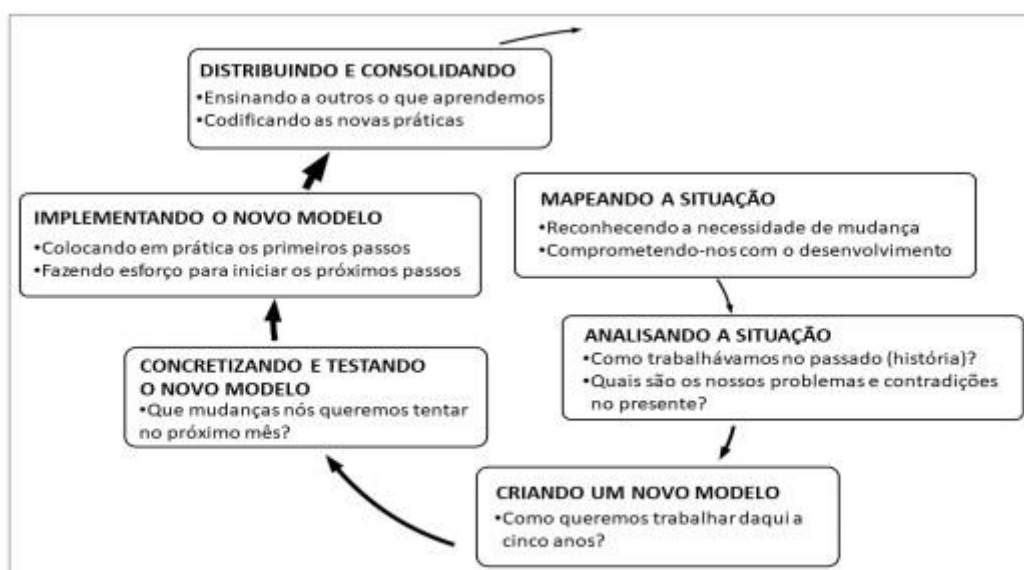 DISTRIBUINDO E CONSOLIDANDO
•Ensinando a outros o que aprendemos
•Codificando as novas práticas
MAPEANDO A SITUAÇÃO
•Reconhecendo a necessidade de mudança
•Comprometendo-nos com o desenvolvimento
IMPLEMENTANDO O NOVO MODELO
•Colocando em prática os primeiros passos
•Fazendo esforço para iniciar os próximos passos
ANALISANDO A SITUAÇÃO
•Como trabalhávamos no passado (história)?
•Quais são os nossos problemas e contradições
no presente?
CONCRETIZANDO E TESTANDO
O NOVO MODELO
•Que mudanças nós queremos tentar
no próximo mês?
CRIANDO UM NOVO MODELO
•Como queremos trabalhar daqui a
cinco anos?